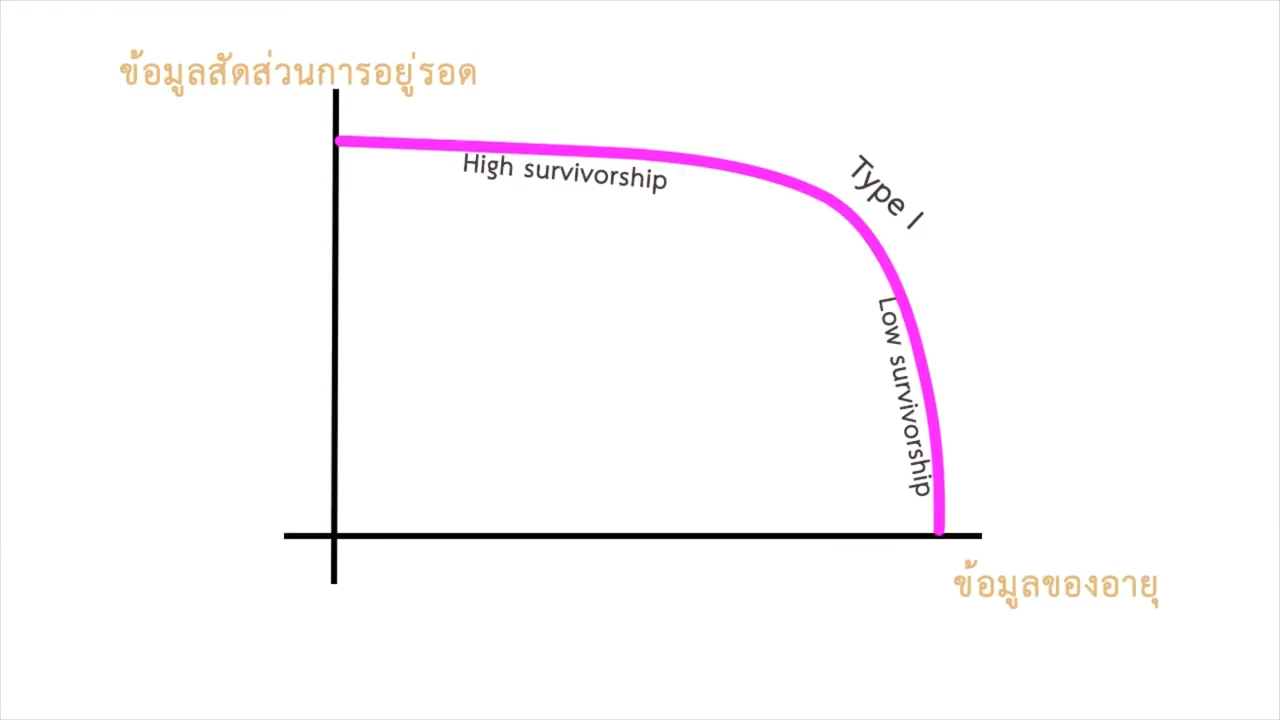 ข้อมูลสัดส่วนการอยู่รอด
High survivorship
Type I
Low survivorship
ข้อมูลของอายุ